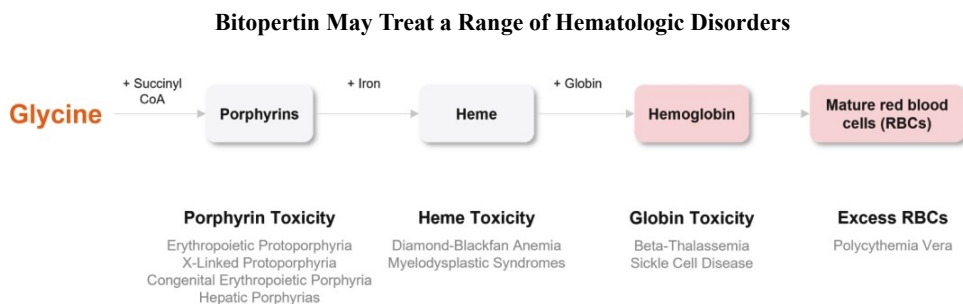 Bitopertin May Treat a Range of Hematologic Disorders
Glycine
+ Succinyl
CoA
Porphyrins
+ Iron
Heme
+ Globin
Hemoglobin
Mature red blood
cells (RBCs)
Porphyrin Toxicity
Erythropoietic Protoporphyria
X-Linked Protoporphyria
Congenital Erythropoietic Porphyria
Hepatic Porphyrias
Heme Toxicity
Diamond-Blackfan Anemia
Myelodysplastic Syndromes
Globin Toxicity
Beta-Thalassemia
Sickle Cell Disease
Excess RBCs
Polycythemia Vera